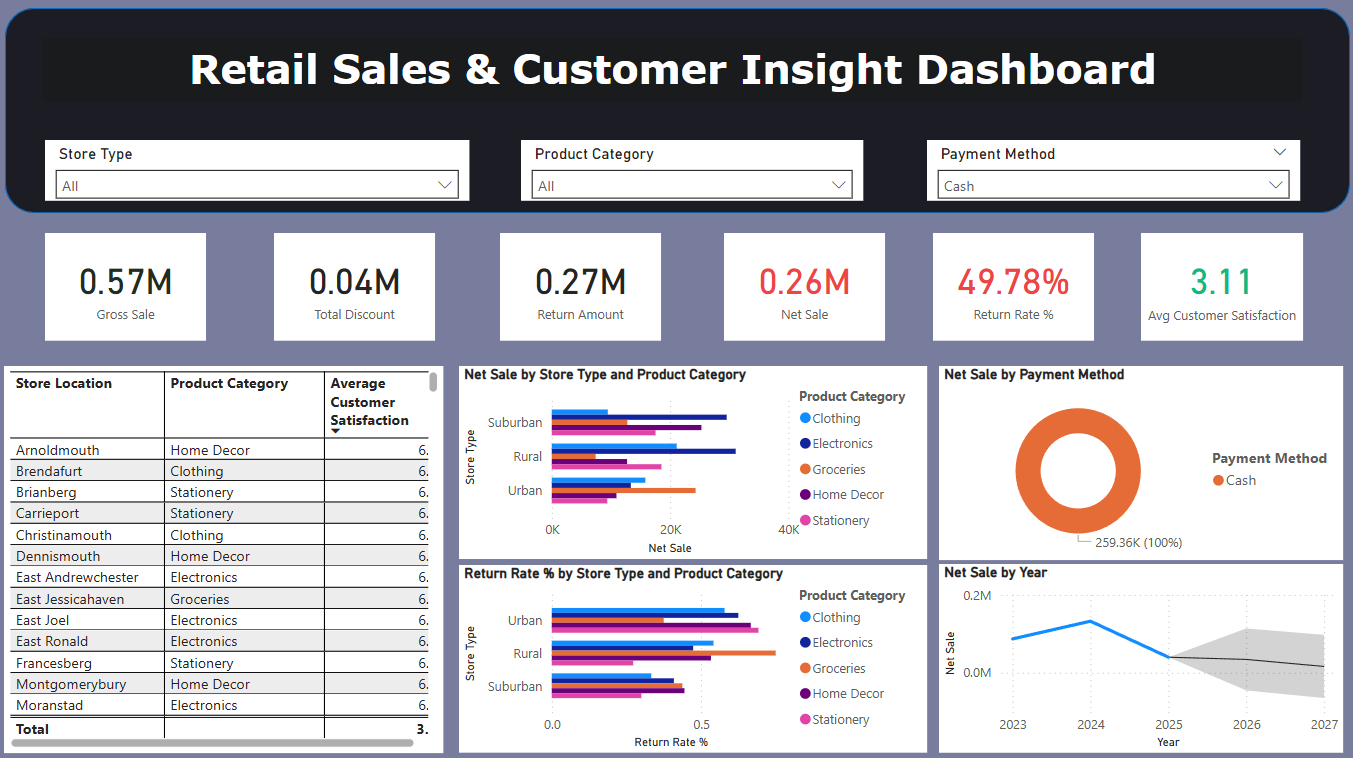 Retail Sales & Customer Insight Dashboard
Store Type
All
Product Category
All
Payment Method
Cash
0.57M
Gross Sale
0.04M
Total Discount
0.27M
Return Amount
0.26M
Net Sale
49.78%
Return Rate %
3.11
Avg Customer Satisfaction
Store Location Product Category Average
Customer
Satisfaction
Arnoldmouth Home Decor 6.
Brendafurt Clothing 6.
Brianberg Stationery 6.
Carrieport Stationery 6.
Christinamouth Clothing 6.
Dennismouth Home Decor 6.
East Andrewchester Electronics 6.
East Jessicahaven Groceries 6.
East Joel Electronics 6.
East Ronald Electronics 6.
Francesberg Stationery 6.
Montgomerybury Home Decor 6.
Moranstad Electronics 6.
Total 3.
Net Sale by Store Type and Product Category
Store Type
Suburban
Rural
Urban
0K 20K 40K
Net Sale
Product Category
Clothing
Electronics
Groceries
Home Decor
Stationery
Return Rate % by Store Type and Product Category
Store Type
Urban
Rural
Suburban
0.0 0.5
Return Rate %
Product Category
Clothing
Electronics
Groceries
Home Decor
Stationery
Net Sale by Payment Method
Payment Method
Cash
259.36K (100%)
Net Sale by Year
Net Sale
0.2M
0.0M
2023 2024 2025 2026 2027
Year